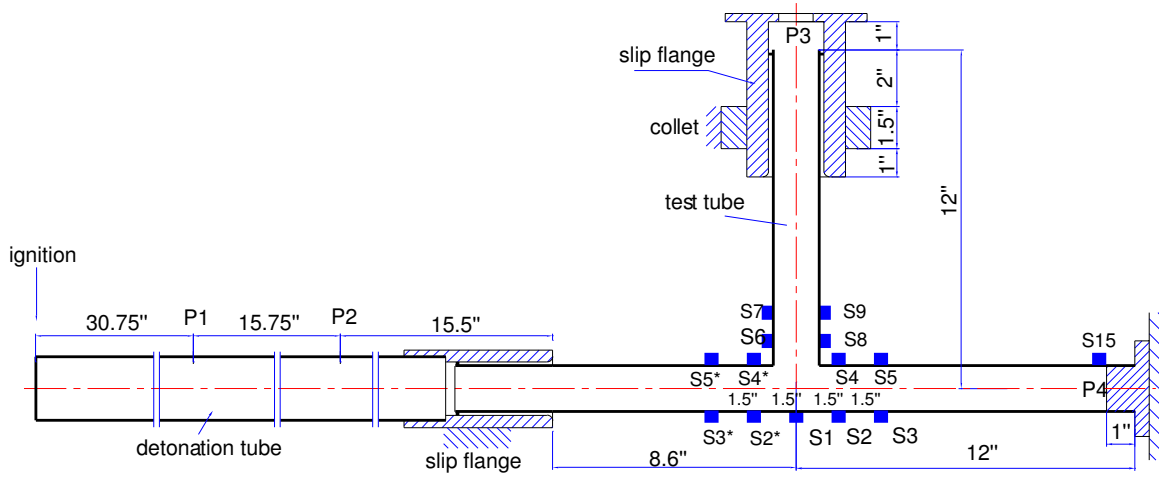 P3
1"
slip flange
2"
collet
1.5"
1"
test tube
12"
ignition
S7
S9
30.75"
P1
15.75"
P2
15.5"
S6
S8
S15
S5*
S4*
S4
S5
P4
1.5"
1.5"
1.5"
1.5"
S3*
S2*
S1
S2
S3
1"
detonation tube
slip flange
8.6"
12"